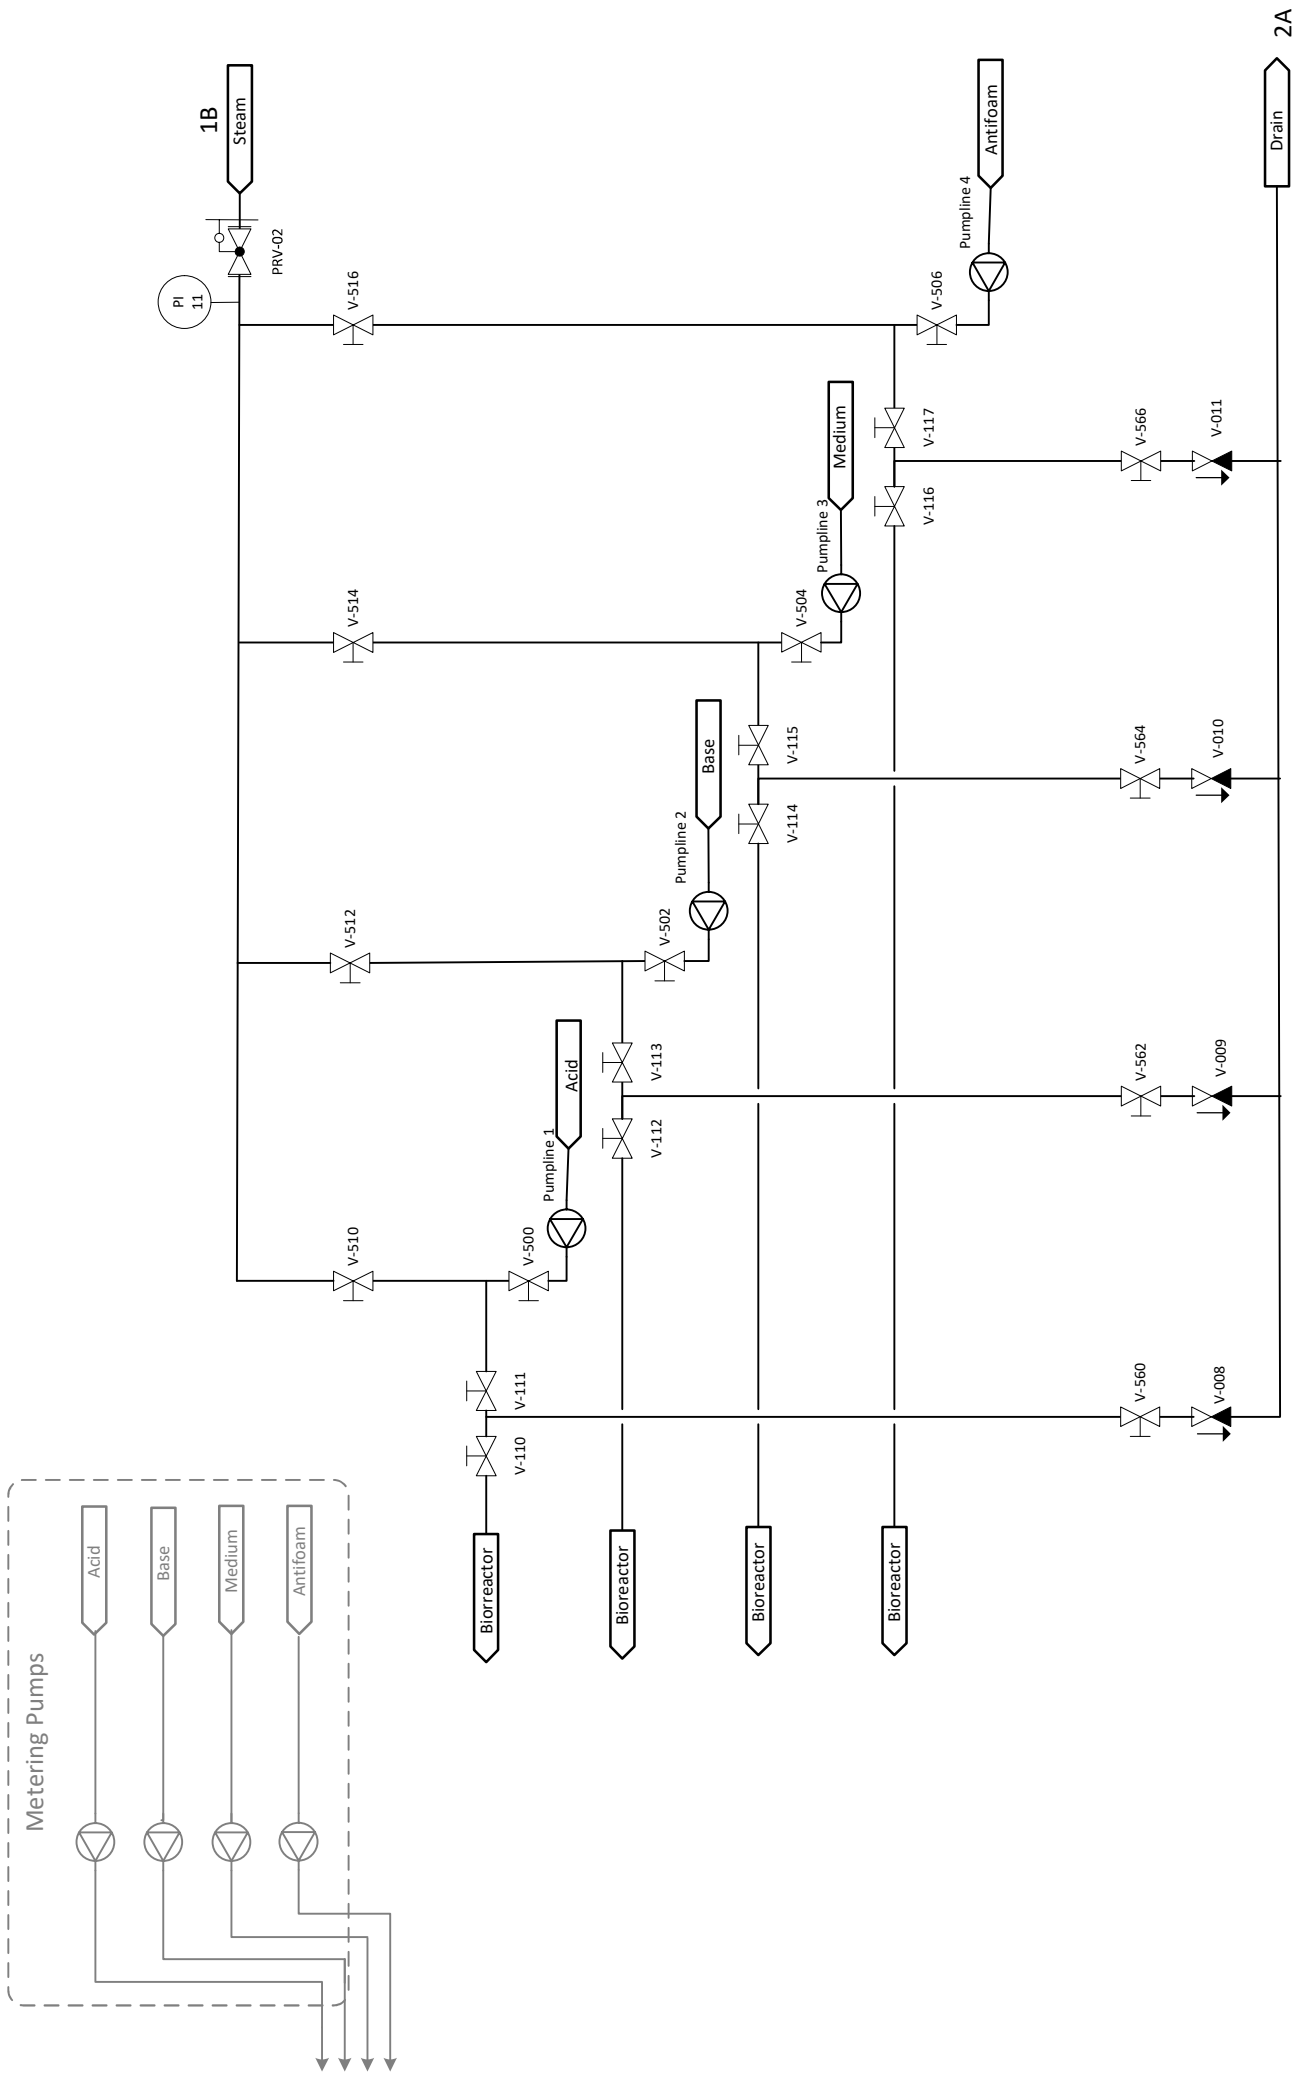 Metering Pumps
Acid
Base
Medium
Antifoam
Biorreactor
Bioreactor
Bioreactor
Bioreactor
V-110
V-111
V-510
V-500
Pumpline 1
Acid
V-112
V-113
V-512
V-502
Pumpline 2
Base
V-114
V-115
V-514
V-504
Pumpline 3
Medium
V-116
V-117
V-516
V-506
Pumpline 4
Antifoam
PI
11
PRV-02
1B
Steam
V-560
V-008
V-562
V-009
V-564
V-010
V-566
V-011
Drain
2A